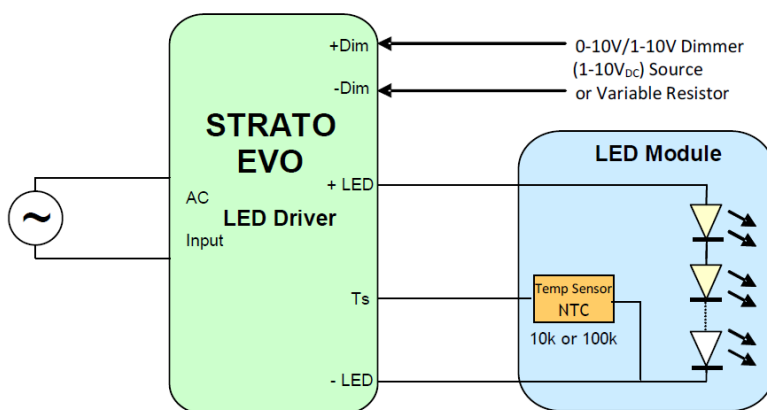 +Dim
-Dim
0-10V/1-10V Dimmer
(1-10VDC) Source
or Variable Resistor
STRATO
EVO
LED Driver
AC
Input
~
+ LED
Ts
- LED
LED Module
Temp Sensor
NTC
10k or 100k